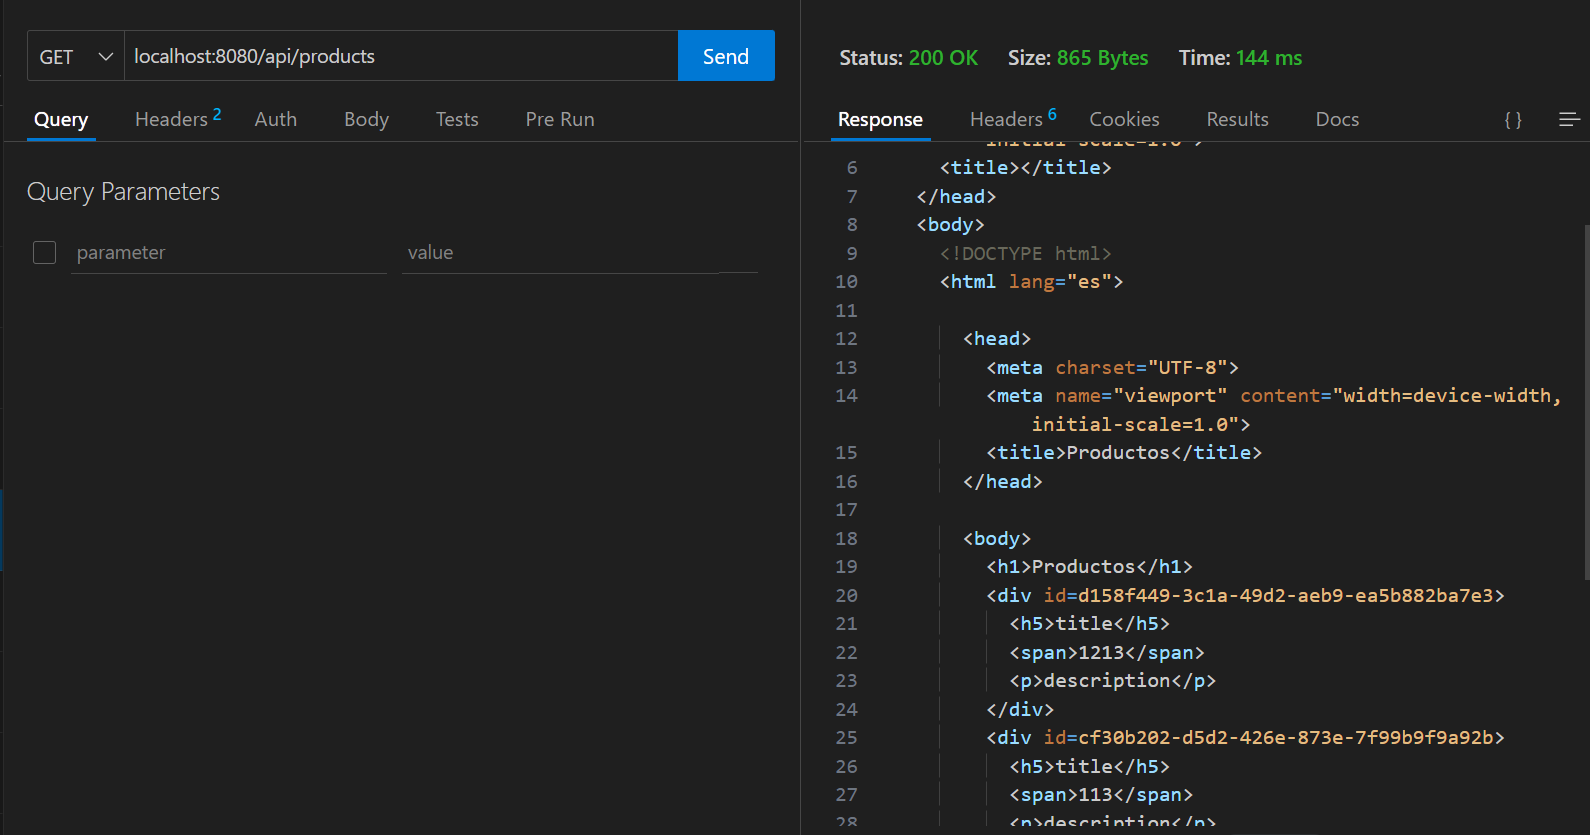 GET
localhost:8080/api/products
Send
Query
Headers 2
Auth
Body
Tests
Pre Run
Query Parameters
parameter
value
Status: 200 OK
Size: 865 Bytes
Time: 144 ms
Response
Headers 6
Cookies
Results
Docs
{ }
initial-scale=1.0">
6 <title></title>
7 </head>
8 <body>
9 <!DOCTYPE html>
10 <html lang="es">
11
12 <head>
13 <meta charset="UTF-8">
14 <meta name="viewport" content="width=device-width,
initial-scale=1.0">
15 <title>Productos</title>
16 </head>
17
18 <body>
19 <h1>Productos</h1>
20 <div id=d158f449-3c1a-49d2-aeb9-ea5b882ba7e3>
21 <h5>title</h5>
22 <span>1213</span>
23 <p>description</p>
24 </div>
25 <div id=cf30b202-d5d2-426e-873e-7f99b9f9a92b>
26 <h5>title</h5>
27 <span>113</span>
28 <p>description</p>